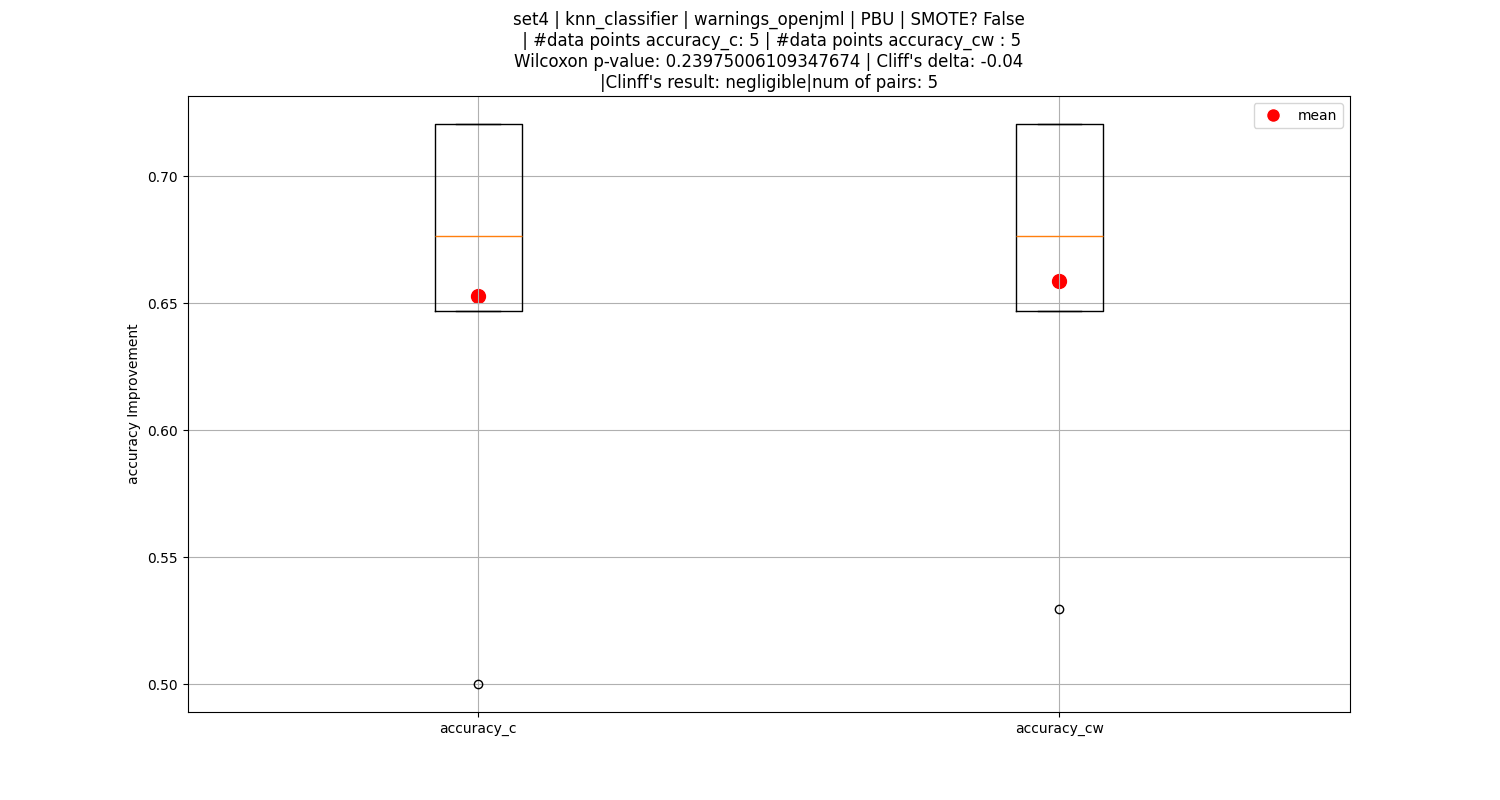 set4 | knn_classifier | warnings_openjml | PBU | SMOTE? False
| #data points accuracy_c: 5 | #data points accuracy_cw : 5
Wilcoxon p-value: 0.23975006109347674 | Cliff's delta: -0.04
|Clinff's result: negligible|num of pairs: 5
mean
0.70
0.65
0.60
0.55
0.50
accuracy Improvement
accuracy_c
accuracy_cw